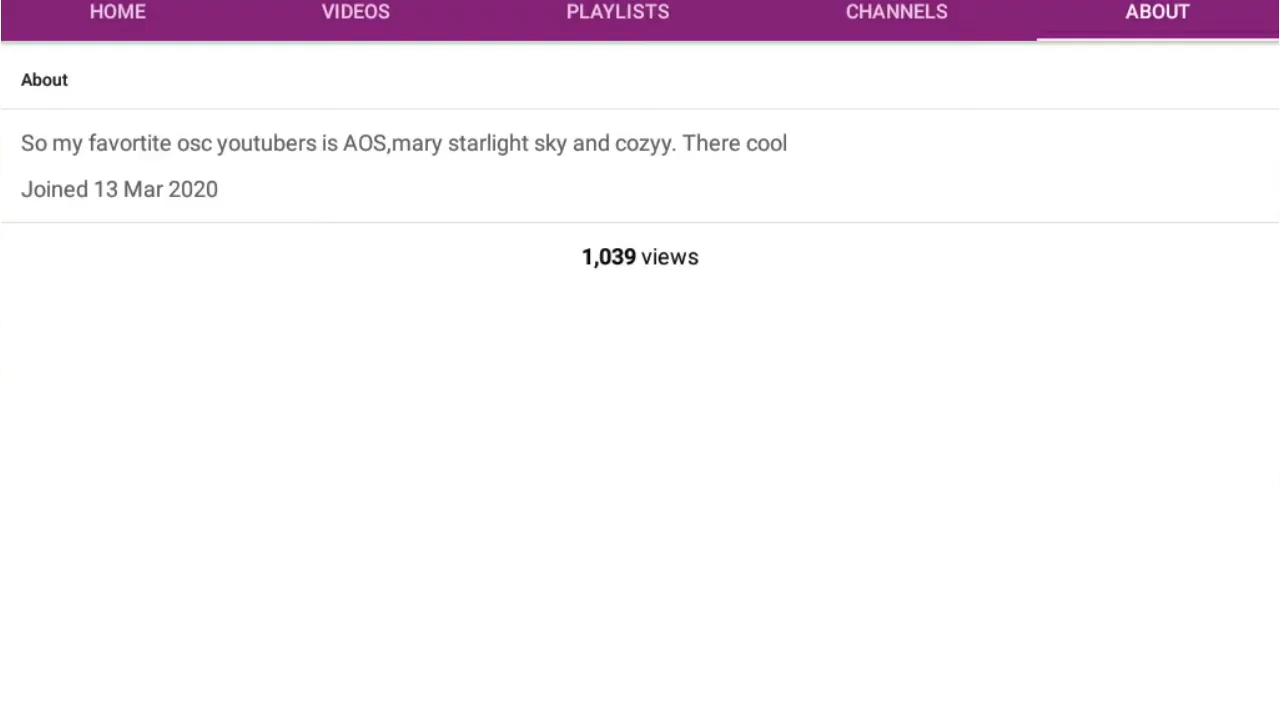 HOME VIDEOS PLAYLISTS CHANNELS ABOUT
About
So my favortite osc youtubers is AOS,mary starlight sky and cozyy. There cool
Joined 13 Mar 2020
1,039 views